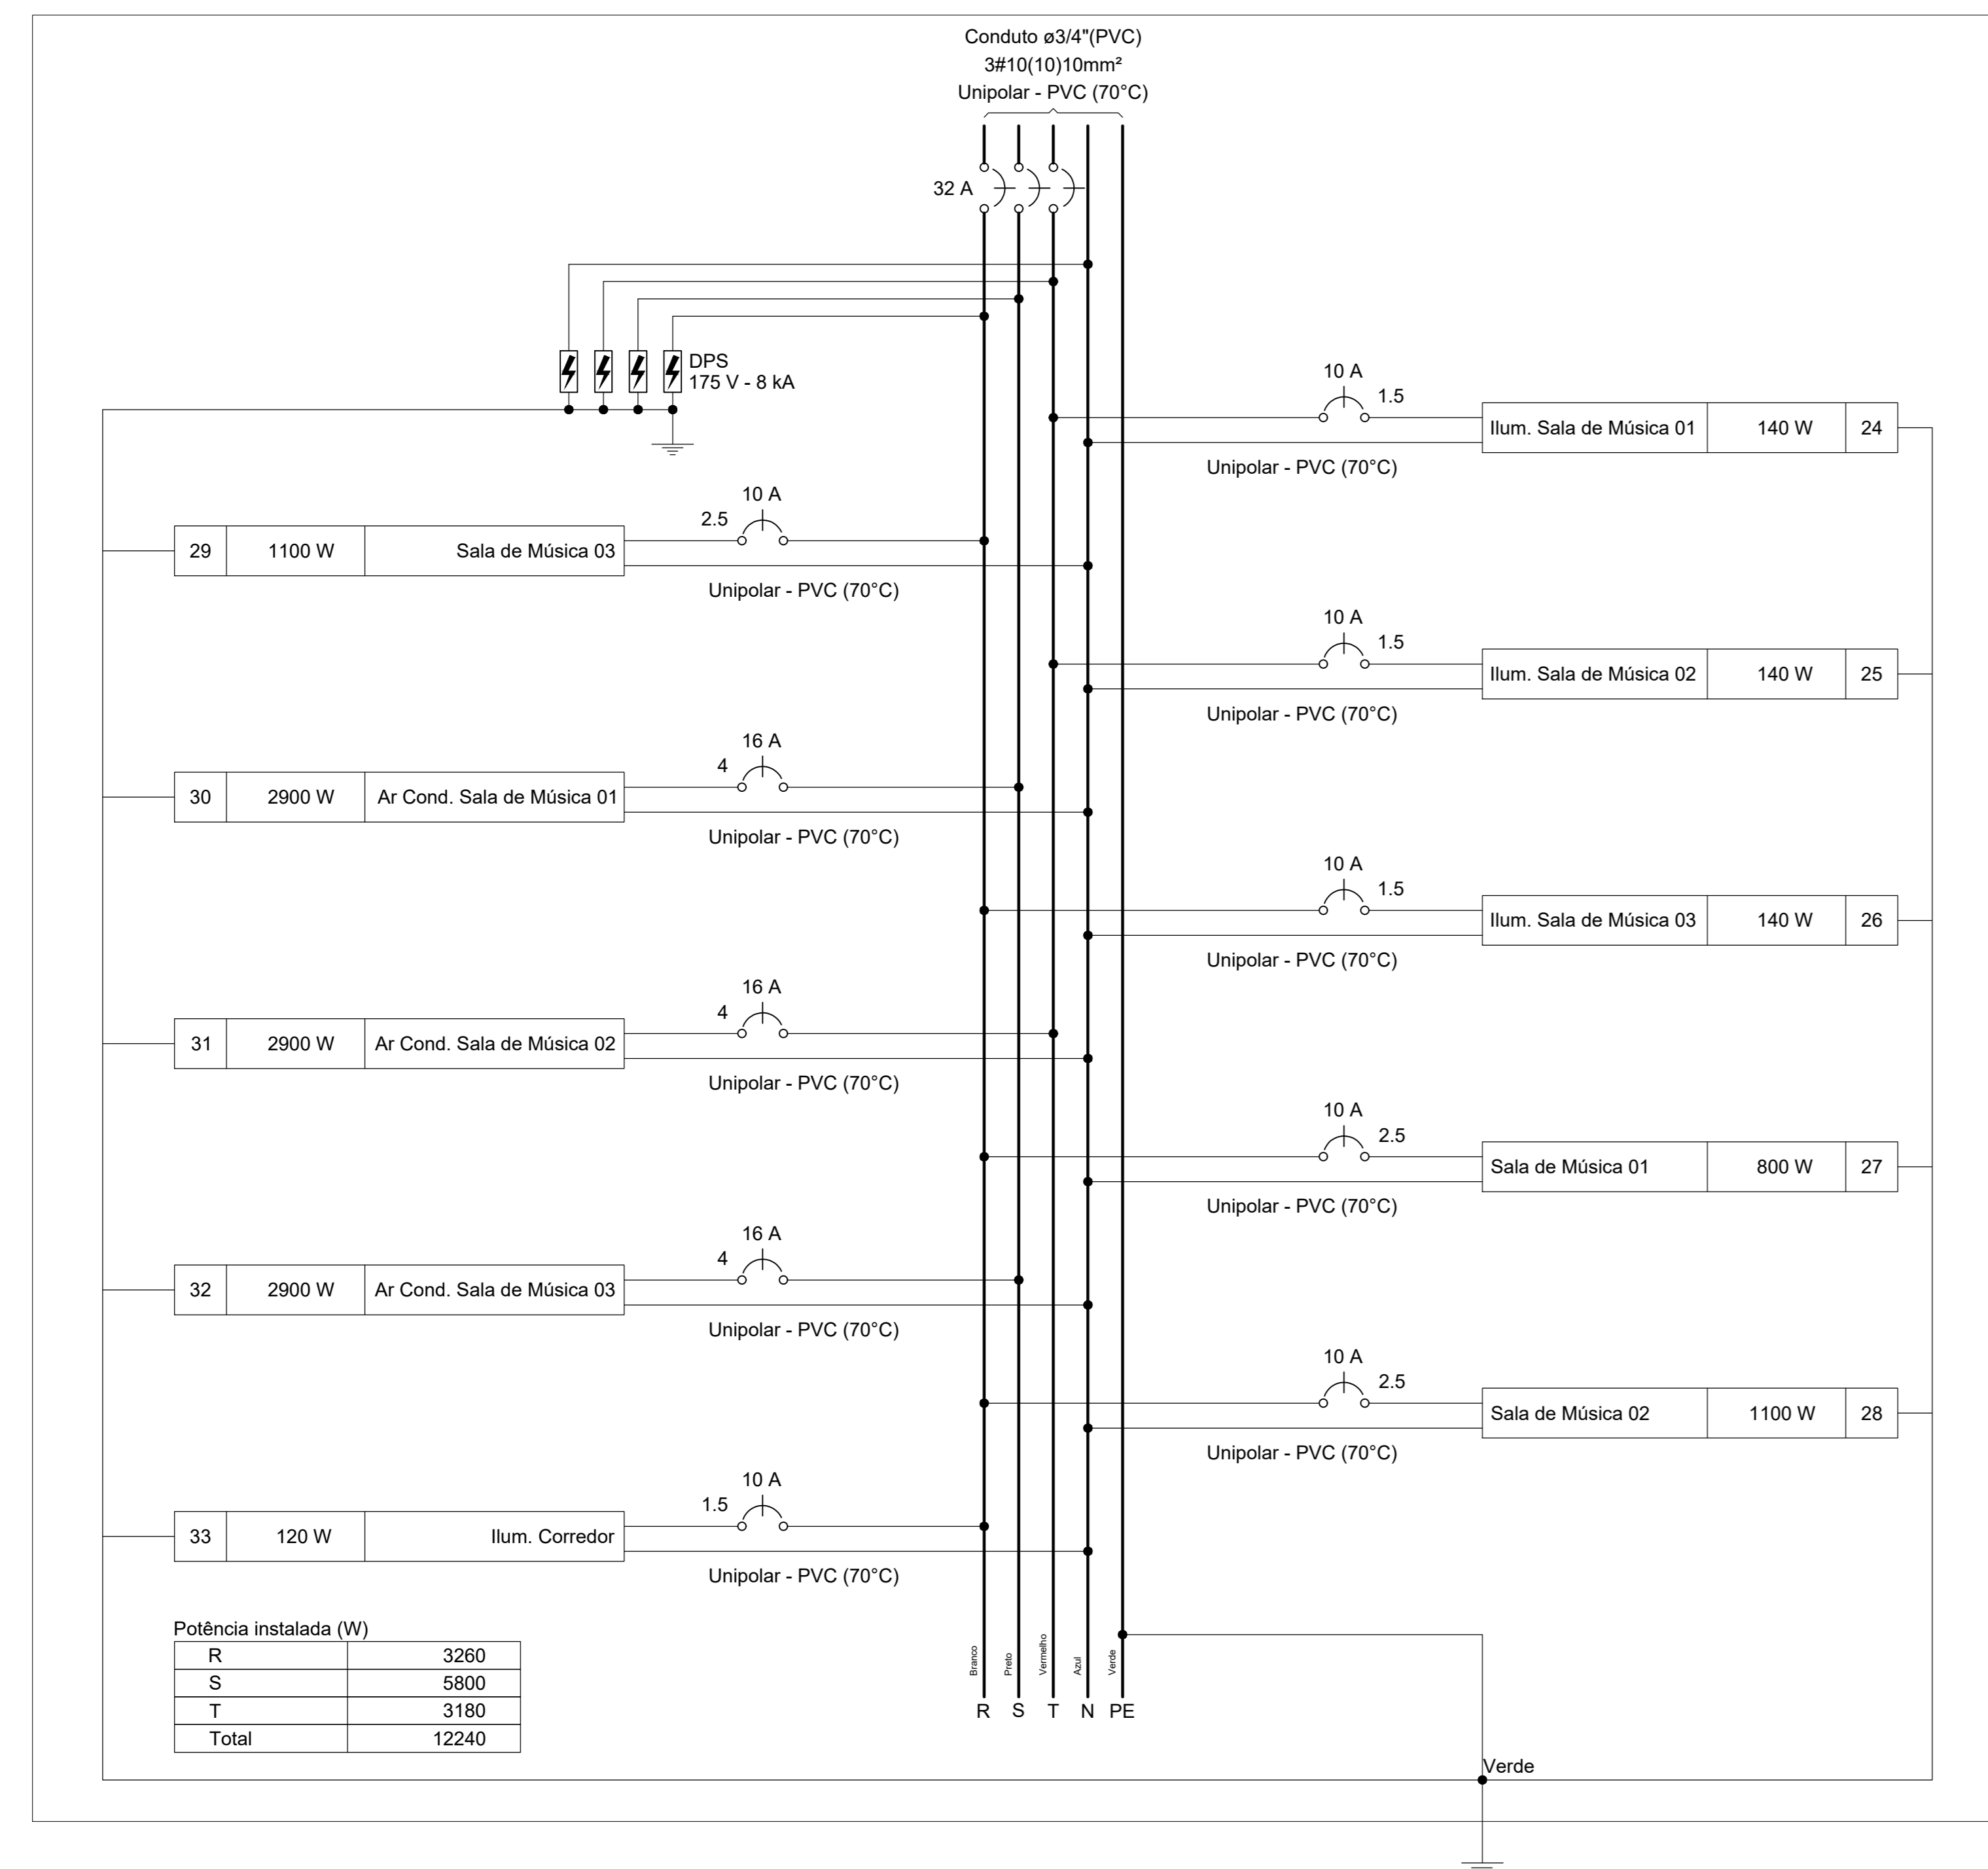 Conduto ø3/4"(PVC)
3#10(10)10mm²
Unipolar - PVC (70°C)
32 A
DPS
175 V - 8 kA
10 A
1.5
Ilum. Sala de Música 01 140 W 24
Unipolar - PVC (70°C)
10 A
2.5
29 1100 W Sala de Música 03
Unipolar - PVC (70°C)
10 A
1.5
Ilum. Sala de Música 02 140 W 25
Unipolar - PVC (70°C)
16 A
4
30 2900 W Ar Cond. Sala de Música 01
Unipolar - PVC (70°C)
10 A
1.5
Ilum. Sala de Música 03 140 W 26
Unipolar - PVC (70°C)
16 A
4
31 2900 W Ar Cond. Sala de Música 02
Unipolar - PVC (70°C)
10 A
2.5
Sala de Música 01 800 W 27
Unipolar - PVC (70°C)
16 A
4
32 2900 W Ar Cond. Sala de Música 03
Unipolar - PVC (70°C)
10 A
2.5
Sala de Música 02 1100 W 28
Unipolar - PVC (70°C)
10 A
1.5
33 120 W Ilum. Corredor
Unipolar - PVC (70°C)
Potência instalada (W)
R 3260
S 5800
T 3180
Total 12240
Branco
Preto
Vermelho
Azul
Verde
R S T N PE
Verde